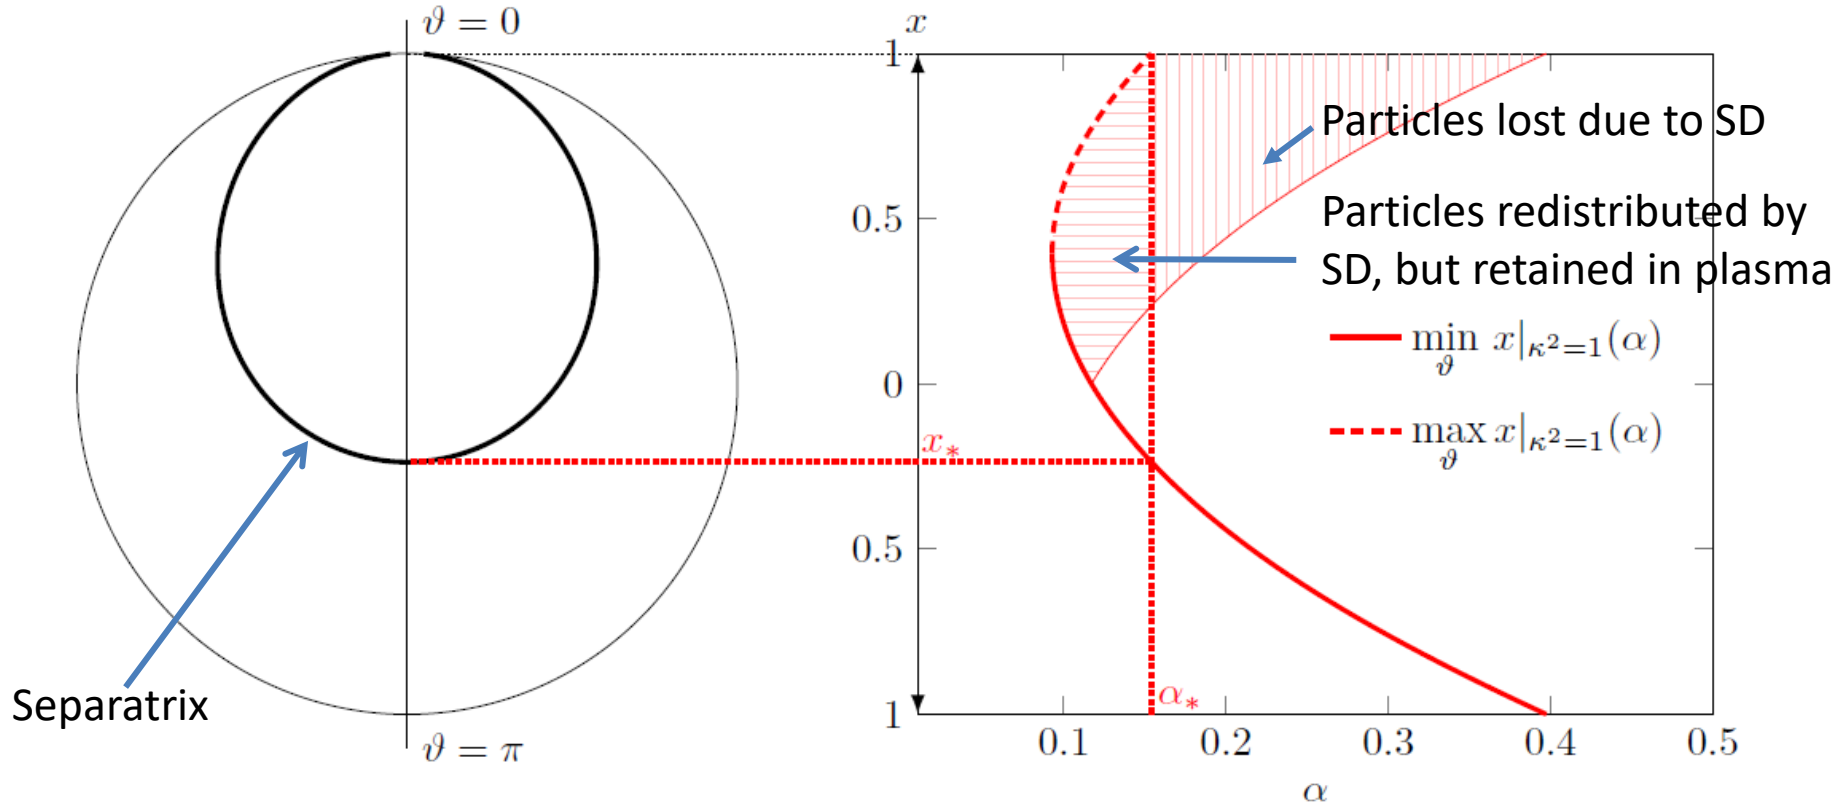 ϑ = 0
x
1
Particles lost due to SD
0.5
Particles redistributed by
SD, but retained in plasma
min x|κ²=1(α)
ϑ
0
max x|κ²=1(α)
ϑ
x*
0.5
Separatrix
α*
1
ϑ = π
0.1 0.2 0.3 0.4 0.5
α